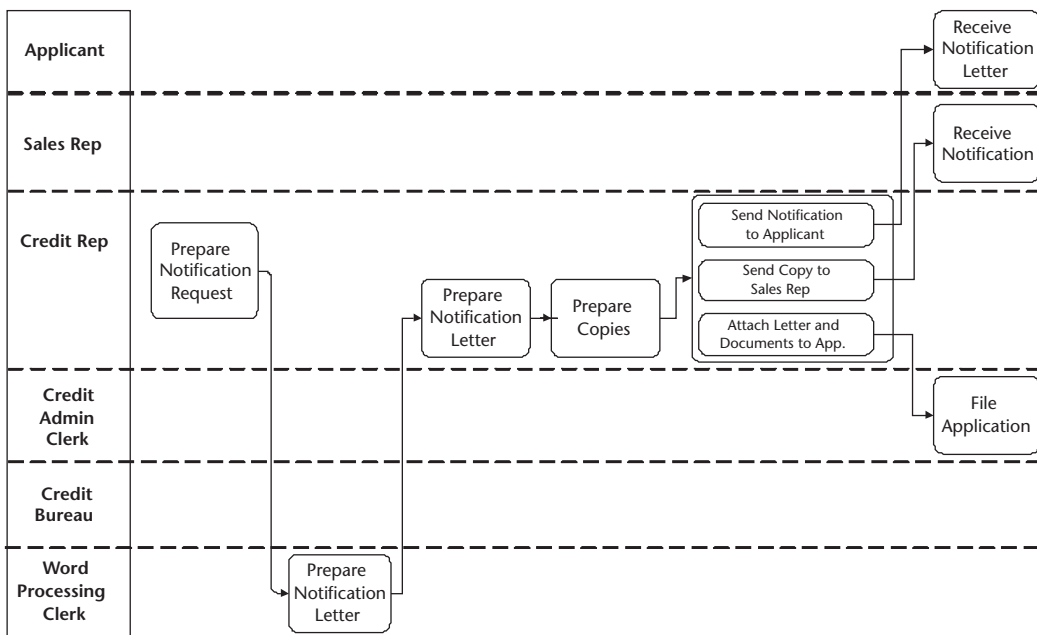 Applicant
Receive
Notification
Letter
Sales Rep
Receive
Notification
Credit Rep
Prepare
Notification
Request
Prepare
Notification
Letter
Prepare
Copies
Send Notification
to Applicant
Send Copy to
Sales Rep
Attach Letter and
Documents to App.
Credit
Admin
Clerk
File
Application
Credit
Bureau
Word
Processing
Clerk
Prepare
Notification
Letter